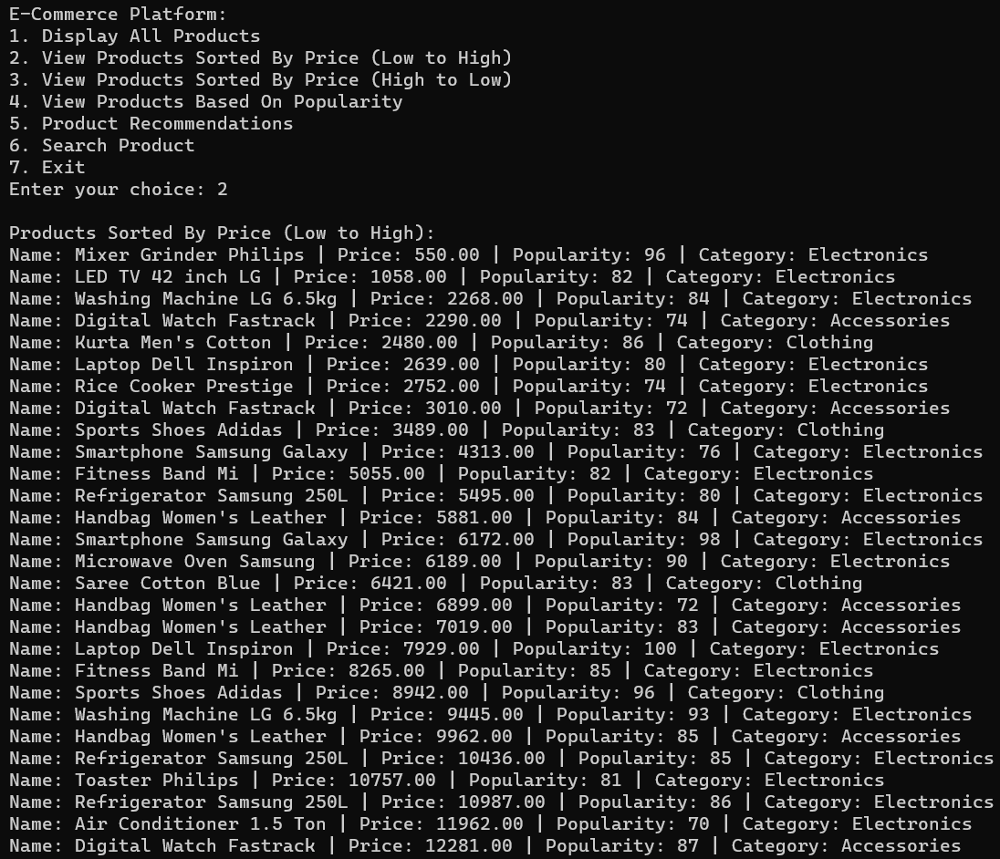 E-Commerce Platform:
1. Display All Products
2. View Products Sorted By Price (Low to High)
3. View Products Sorted By Price (High to Low)
4. View Products Based On Popularity
5. Product Recommendations
6. Search Product
7. Exit
Enter your choice: 2
Products Sorted By Price (Low to High):
Name: Mixer Grinder Philips | Price: 550.00 | Popularity: 96 | Category: Electronics
Name: LED TV 42 inch LG | Price: 1058.00 | Popularity: 82 | Category: Electronics
Name: Washing Machine LG 6.5kg | Price: 2268.00 | Popularity: 84 | Category: Electronics
Name: Digital Watch Fastrack | Price: 2290.00 | Popularity: 74 | Category: Accessories
Name: Kurta Men's Cotton | Price: 2480.00 | Popularity: 86 | Category: Clothing
Name: Laptop Dell Inspiron | Price: 2639.00 | Popularity: 80 | Category: Electronics
Name: Rice Cooker Prestige | Price: 2752.00 | Popularity: 74 | Category: Electronics
Name: Digital Watch Fastrack | Price: 3010.00 | Popularity: 72 | Category: Accessories
Name: Sports Shoes Adidas | Price: 3489.00 | Popularity: 83 | Category: Clothing
Name: Smartphone Samsung Galaxy | Price: 4313.00 | Popularity: 76 | Category: Electronics
Name: Fitness Band Mi | Price: 5055.00 | Popularity: 82 | Category: Electronics
Name: Refrigerator Samsung 250L | Price: 5495.00 | Popularity: 80 | Category: Electronics
Name: Handbag Women's Leather | Price: 5881.00 | Popularity: 84 | Category: Accessories
Name: Smartphone Samsung Galaxy | Price: 6172.00 | Popularity: 98 | Category: Electronics
Name: Microwave Oven Samsung | Price: 6189.00 | Popularity: 90 | Category: Electronics
Name: Saree Cotton Blue | Price: 6421.00 | Popularity: 83 | Category: Clothing
Name: Handbag Women's Leather | Price: 6899.00 | Popularity: 72 | Category: Accessories
Name: Handbag Women's Leather | Price: 7019.00 | Popularity: 83 | Category: Accessories
Name: Laptop Dell Inspiron | Price: 7929.00 | Popularity: 100 | Category: Electronics
Name: Fitness Band Mi | Price: 8265.00 | Popularity: 85 | Category: Electronics
Name: Sports Shoes Adidas | Price: 8942.00 | Popularity: 96 | Category: Clothing
Name: Washing Machine LG 6.5kg | Price: 9445.00 | Popularity: 93 | Category: Electronics
Name: Handbag Women's Leather | Price: 9962.00 | Popularity: 85 | Category: Accessories
Name: Refrigerator Samsung 250L | Price: 10436.00 | Popularity: 85 | Category: Electronics
Name: Toaster Philips | Price: 10757.00 | Popularity: 81 | Category: Electronics
Name: Refrigerator Samsung 250L | Price: 10987.00 | Popularity: 86 | Category: Electronics
Name: Air Conditioner 1.5 Ton | Price: 11962.00 | Popularity: 70 | Category: Electronics
Name: Digital Watch Fastrack | Price: 12281.00 | Popularity: 87 | Category: Accessories